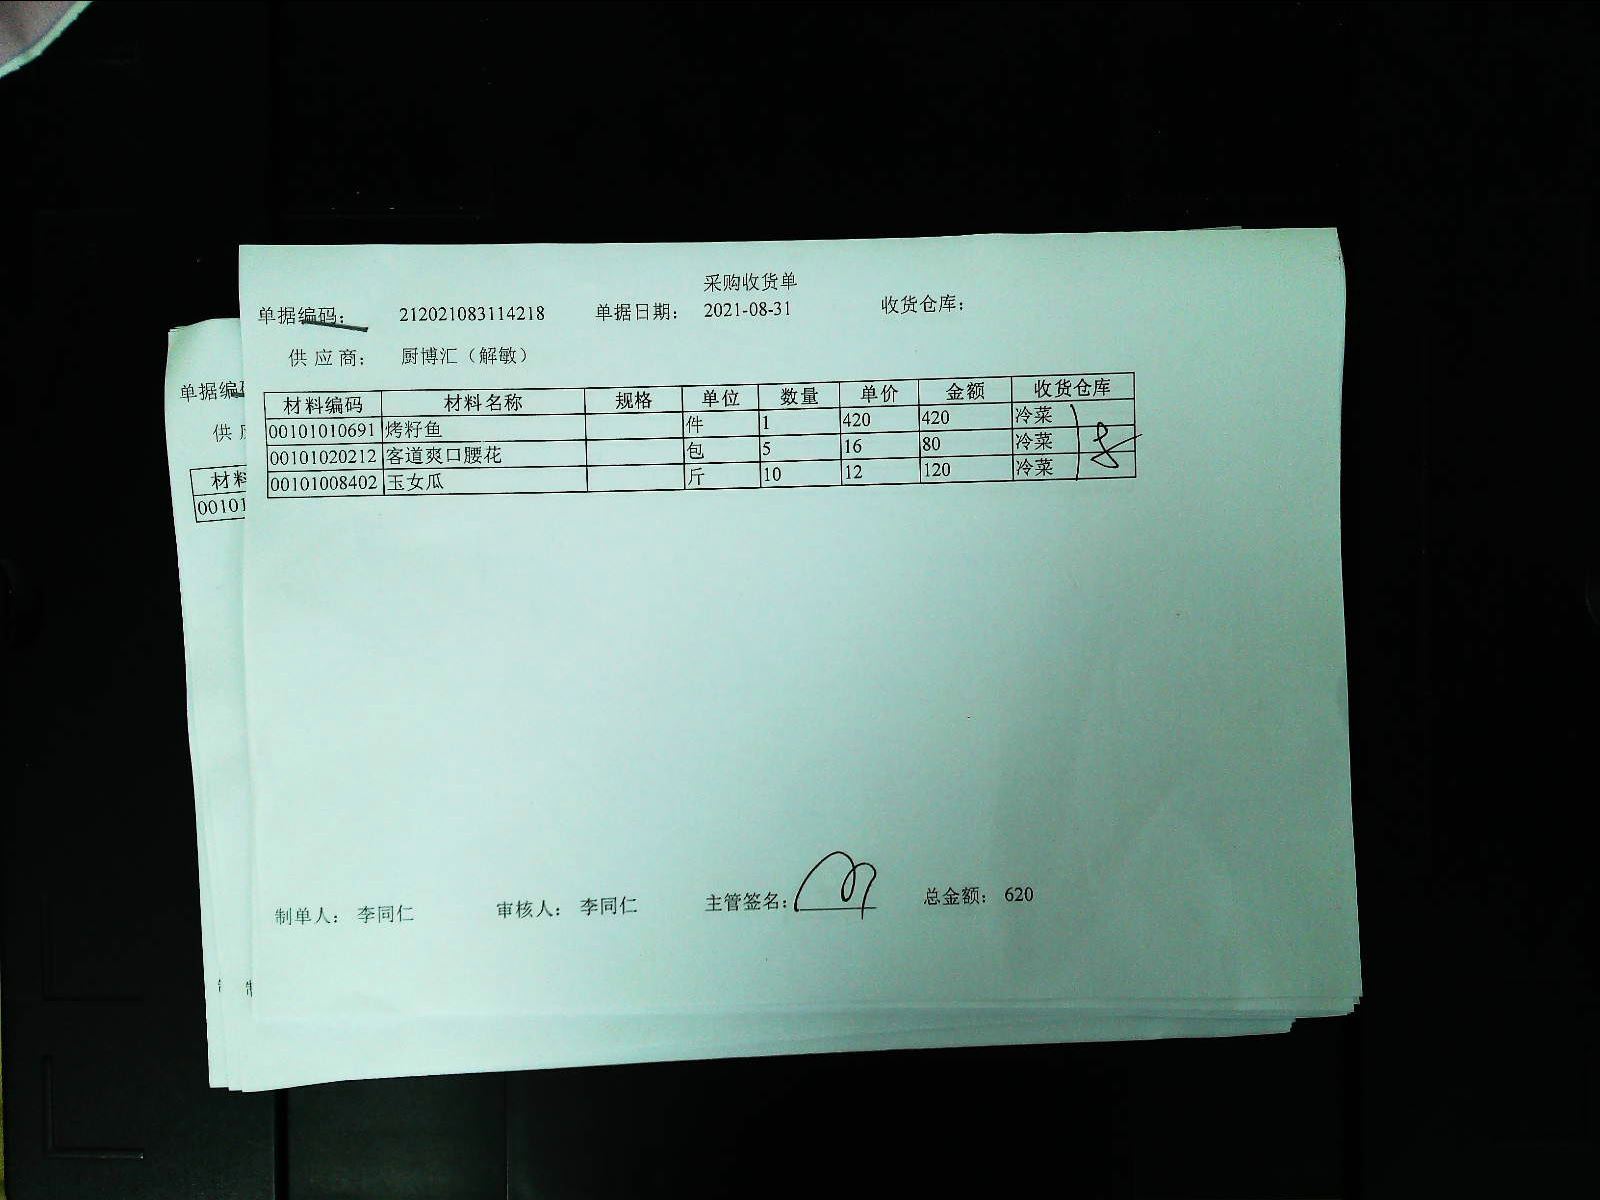 采购收货单
单据编码： 212021083114218 单据日期： 2021-08-31 收货仓库：
供应商： 厨博汇（解敏）
材料编码 材料名称 规格 单位 数量 单价 金额 收货仓库
00101010691 烤籽鱼 件 1 420 420 冷菜
00101020212 客道爽口腰花 包 5 16 80 冷菜
00101008402 玉女瓜 斤 10 12 120 冷菜
制单人： 李同仁 审核人： 李同仁 主管签名： 总金额： 620
单据编
供
材料
00101